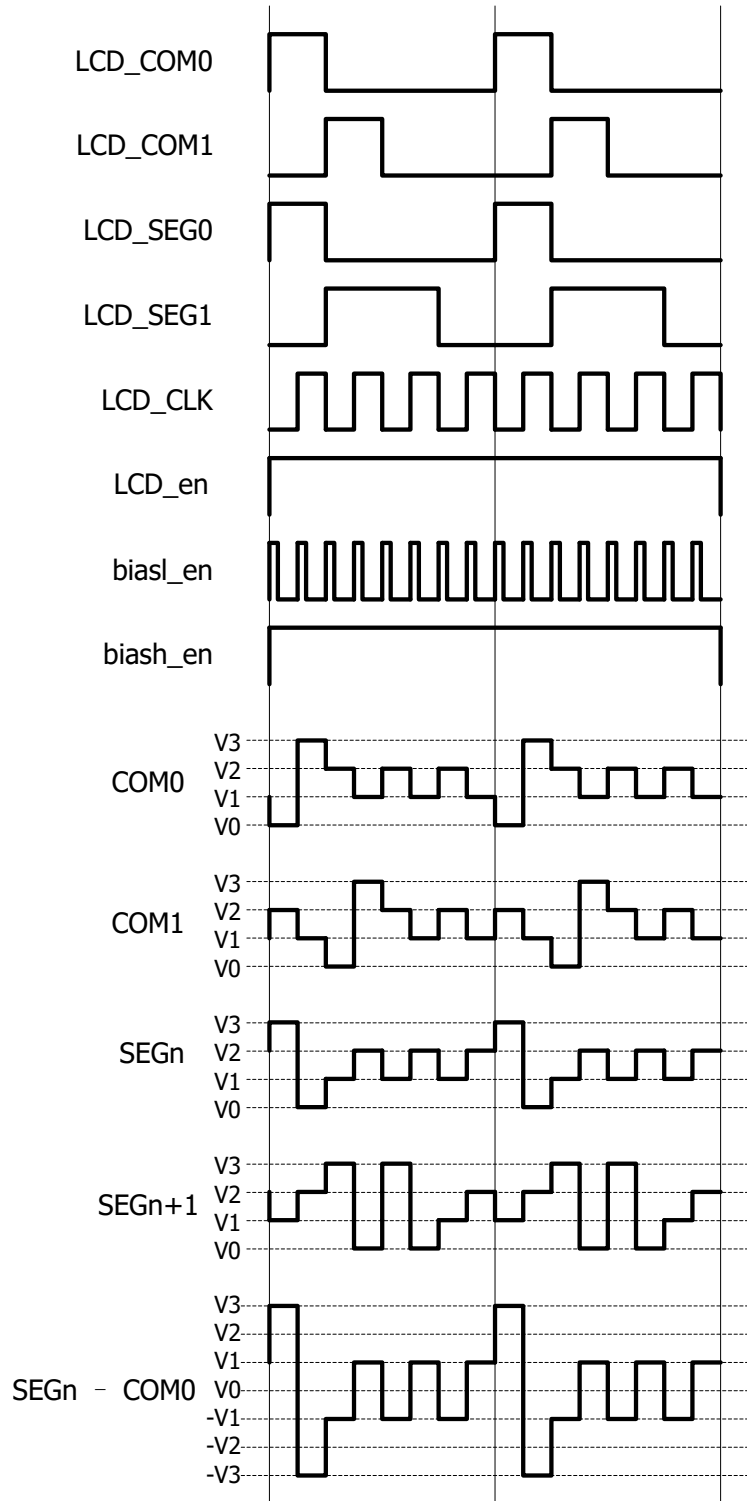 LCD_COM0
LCD_COM1
LCD_SEG0
LCD_SEG1
LCD_CLK
LCD_en
biasl_en
biash_en
V3
V2
COM0
V1
V0
V3
V2
COM1
V1
V0
V3
SEGn
V2
V1
V0
V3
V2
SEGn+1
V1
V0
V3
V2
V1
SEGn - COM0
V0
-V1
-V2
-V3